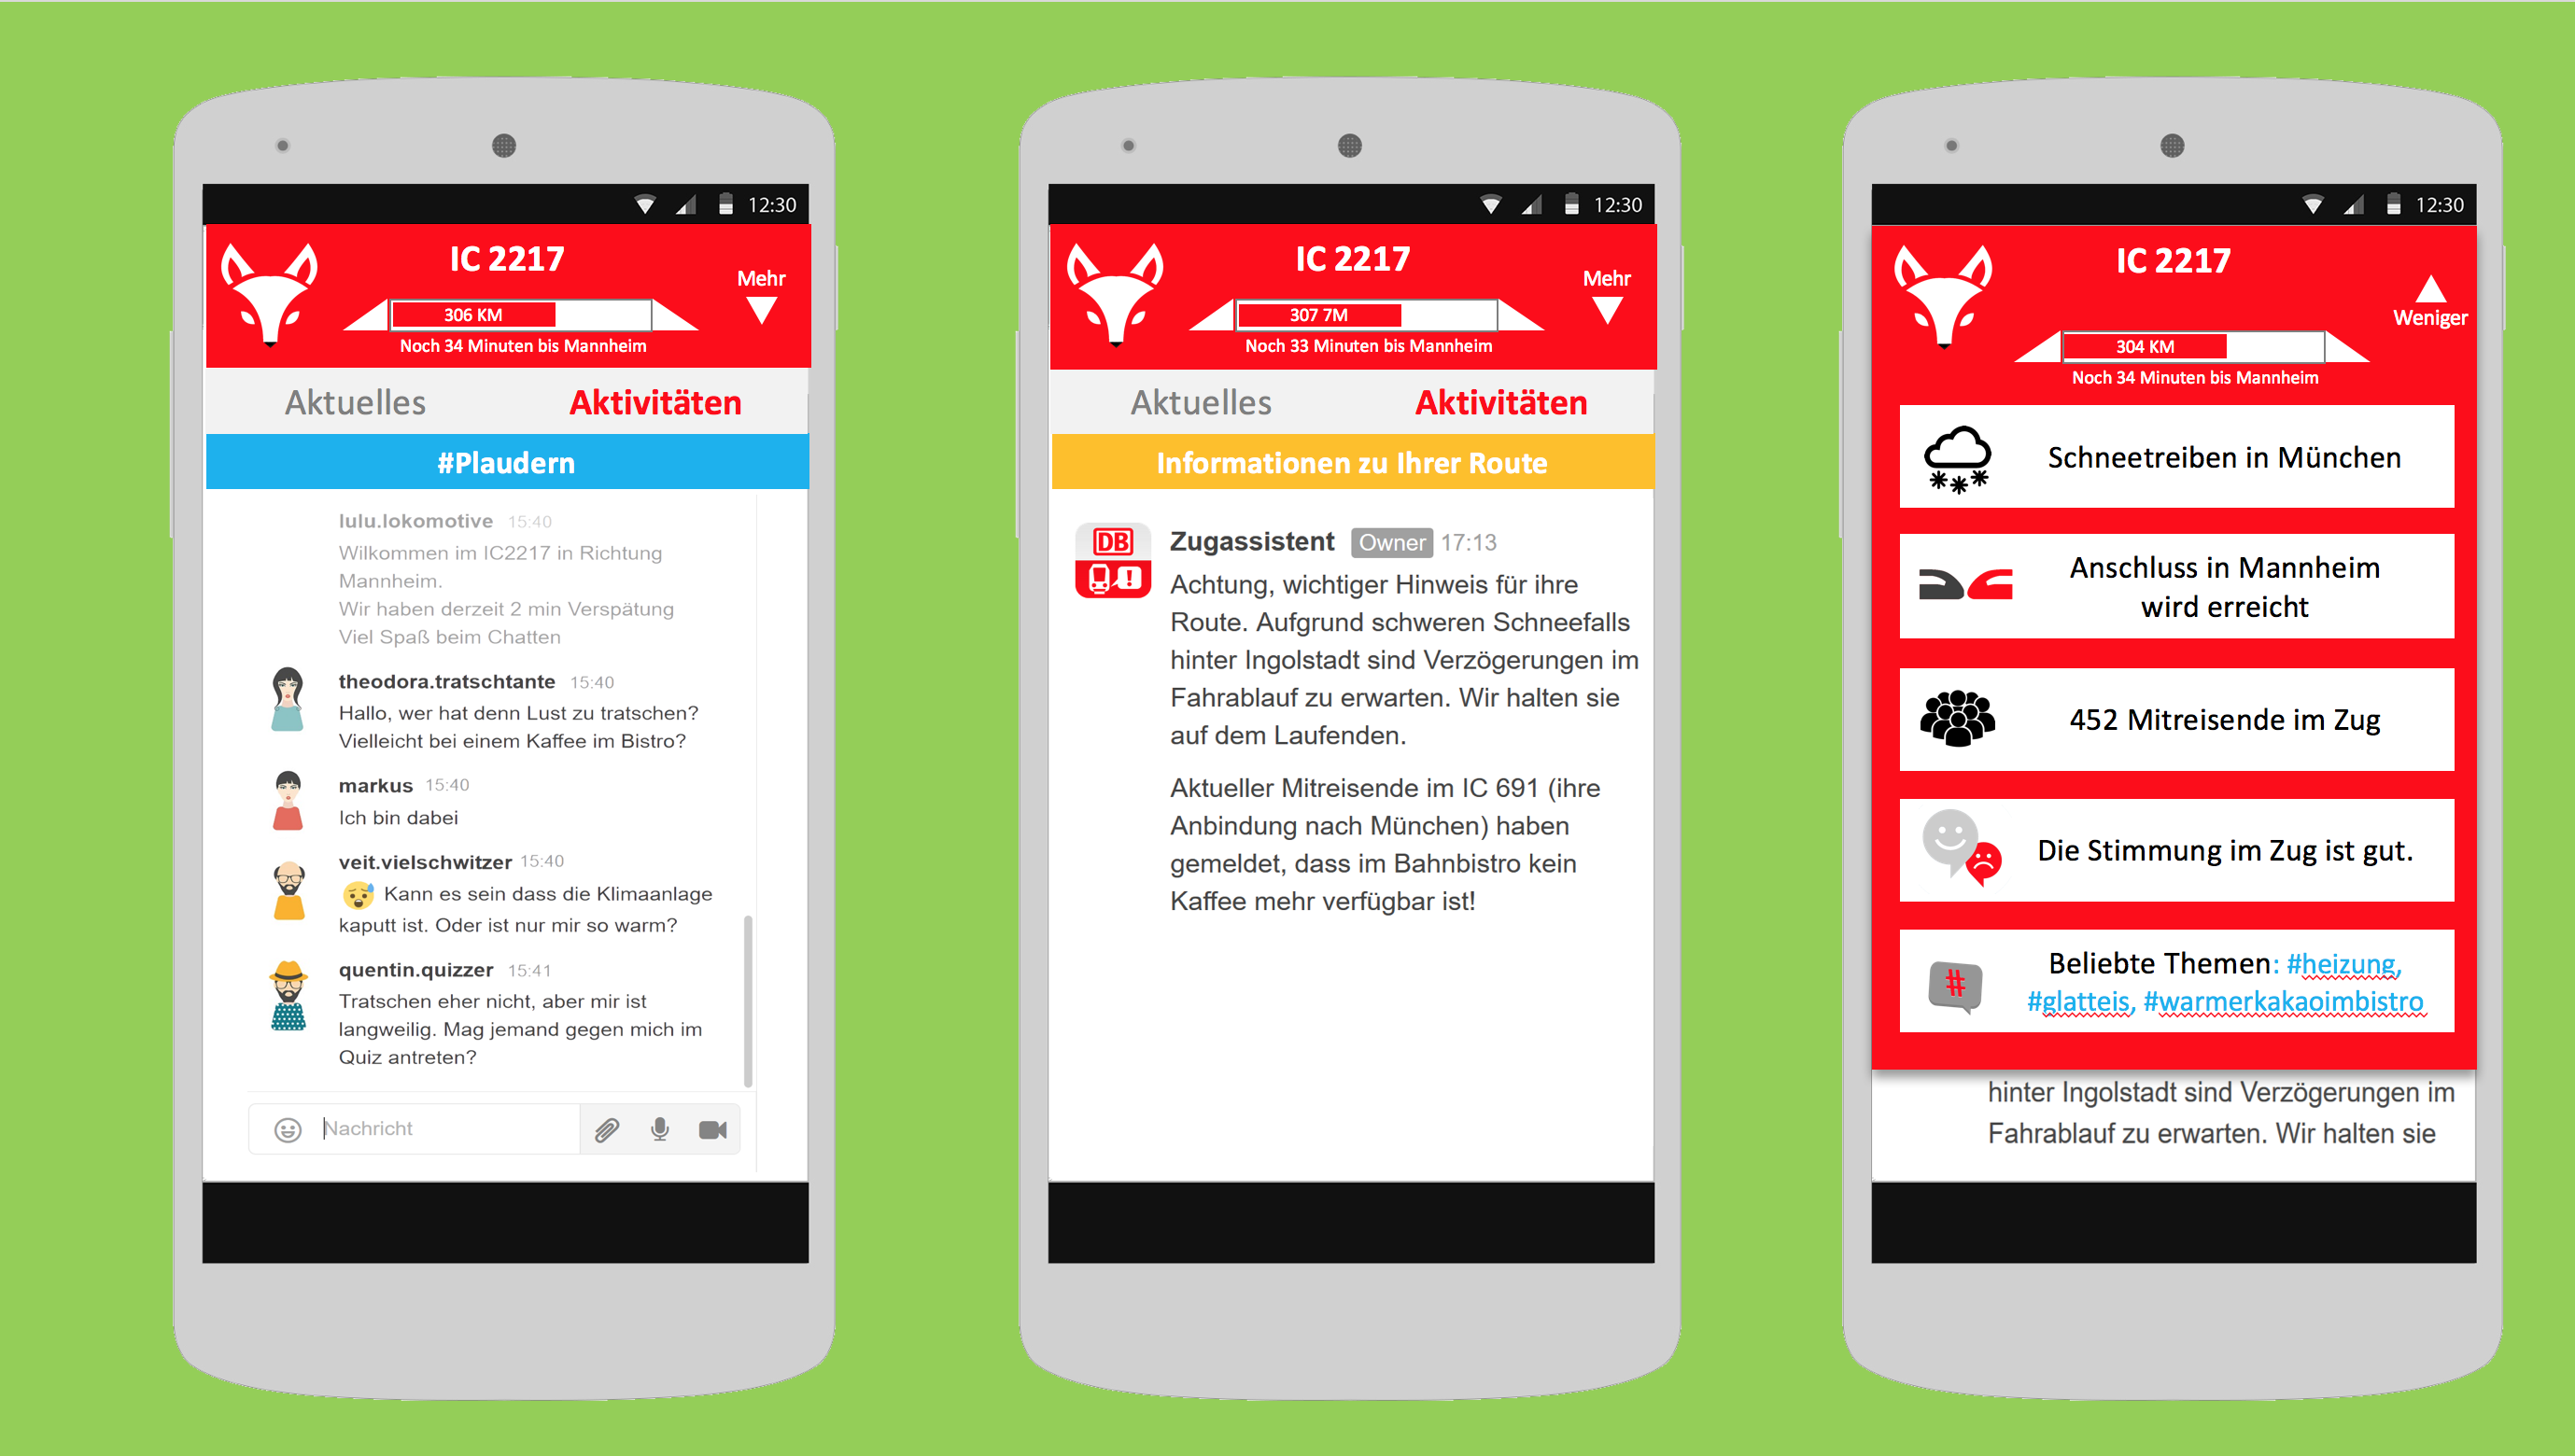 12:30
IC 2217
Mehr
306 KM
Noch 34 Minuten bis Mannheim
Aktuelles Aktivitäten
#Plaudern
lulu.lokomotive 15:40
Wilkommen im IC2217 in Richtung
Mannheim.
Wir haben derzeit 2 min Verspätung
Viel Spaß beim Chatten
theodora.tratschtante 15:40
Hallo, wer hat denn Lust zu tratschen?
Vielleicht bei einem Kaffee im Bistro?
markus 15:40
Ich bin dabei
veit.vielschwitzer 15:40
Kann es sein dass die Klimaanlage
kaputt ist. Oder ist nur mir so warm?
quentin.quizzer 15:41
Tratschen eher nicht, aber mir ist
langweilig. Mag jemand gegen mich im
Quiz antreten?
Nachricht
12:30
IC 2217
Mehr
307 7M
Noch 33 Minuten bis Mannheim
Aktuelles Aktivitäten
Informationen zu Ihrer Route
DB
Zugassistent Owner 17:13
Achtung, wichtiger Hinweis für ihre
Route. Aufgrund schweren Schneefalls
hinter Ingolstadt sind Verzögerungen im
Fahrablauf zu erwarten. Wir halten sie
auf dem Laufenden.
Aktueller Mitreisende im IC 691 (ihre
Anbindung nach München) haben
gemeldet, dass im Bahnbistro kein
Kaffee mehr verfügbar ist!
12:30
IC 2217
Weniger
304 KM
Noch 34 Minuten bis Mannheim
Schneetreiben in München
Anschluss in Mannheim
wird erreicht
452 Mitreisende im Zug
Die Stimmung im Zug ist gut.
#
Beliebte Themen: #heizung,
#glatteis, #warmerkakaoimbistro
hinter Ingolstadt sind Verzögerungen im
Fahrablauf zu erwarten. Wir halten sie